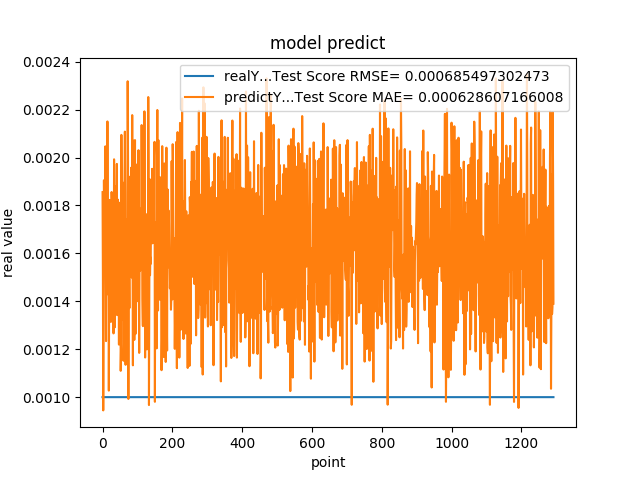 model predict
0.0024
0.0022
0.0020
0.0018
0.0016
0.0014
0.0012
0.0010
real value
realY...Test Score RMSE= 0.000685497302473
predictY...Test Score MAE= 0.000628607166008
0 200 400 600 800 1000 1200
point